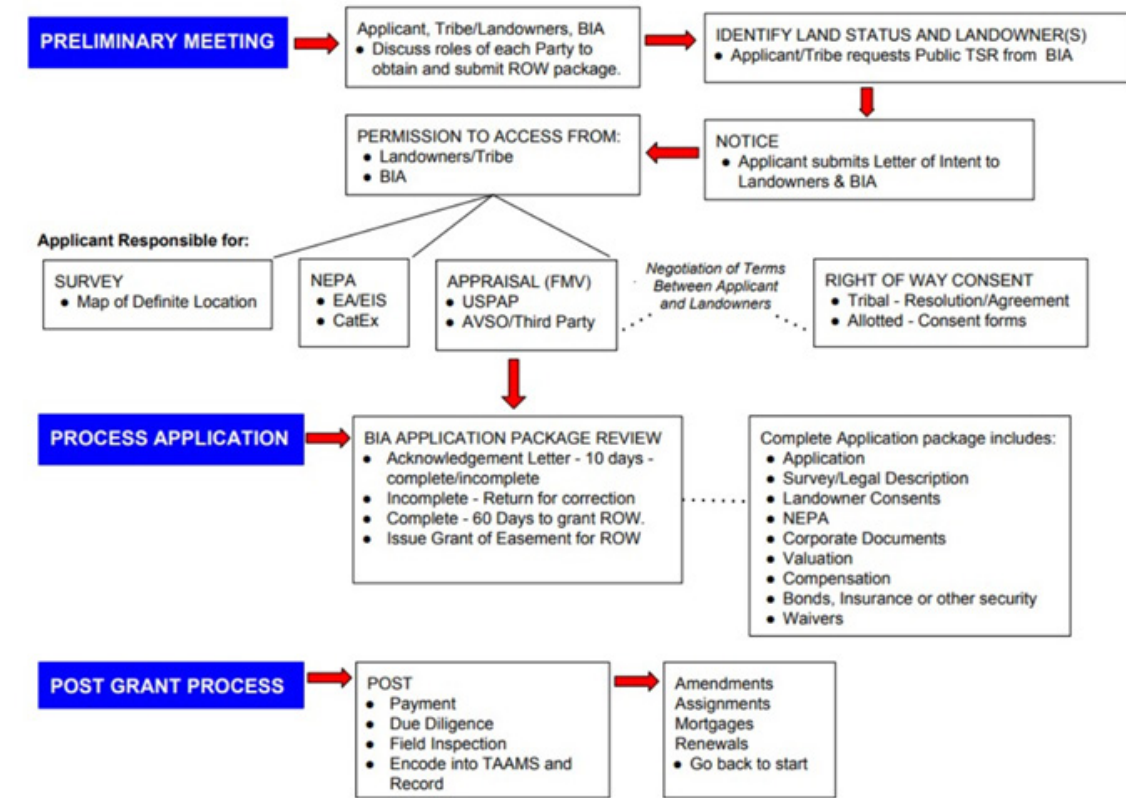 PRELIMINARY MEETING
Applicant, Tribe/Landowners, BIA
● Discuss roles of each Party to
obtain and submit ROW package.
IDENTIFY LAND STATUS AND LANDOWNER(S)
● Applicant/Tribe requests Public TSR from BIA
PERMISSION TO ACCESS FROM:
● Landowners/Tribe
● BIA
NOTICE
● Applicant submits Letter of Intent to
Landowners & BIA
Applicant Responsible for:
SURVEY
● Map of Definite Location
NEPA
● EA/EIS
● CatEx
APPRAISAL (FMV)
● USPAP
● AVSO/Third Party
Negotiation of Terms
Between Applicant
and Landowners
RIGHT OF WAY CONSENT
● Tribal - Resolution/Agreement
● Allotted - Consent forms
PROCESS APPLICATION
BIA APPLICATION PACKAGE REVIEW
● Acknowledgement Letter - 10 days -
complete/incomplete
● Incomplete - Return for correction
● Complete - 60 Days to grant ROW.
● Issue Grant of Easement for ROW
Complete Application package includes:
● Application
● Survey/Legal Description
● Landowner Consents
● NEPA
● Corporate Documents
● Valuation
● Compensation
● Bonds, Insurance or other security
● Waivers
POST GRANT PROCESS
POST
● Payment
● Due Diligence
● Field Inspection
● Encode into TAAMS and
Record
Amendments
Assignments
Mortgages
Renewals
● Go back to start